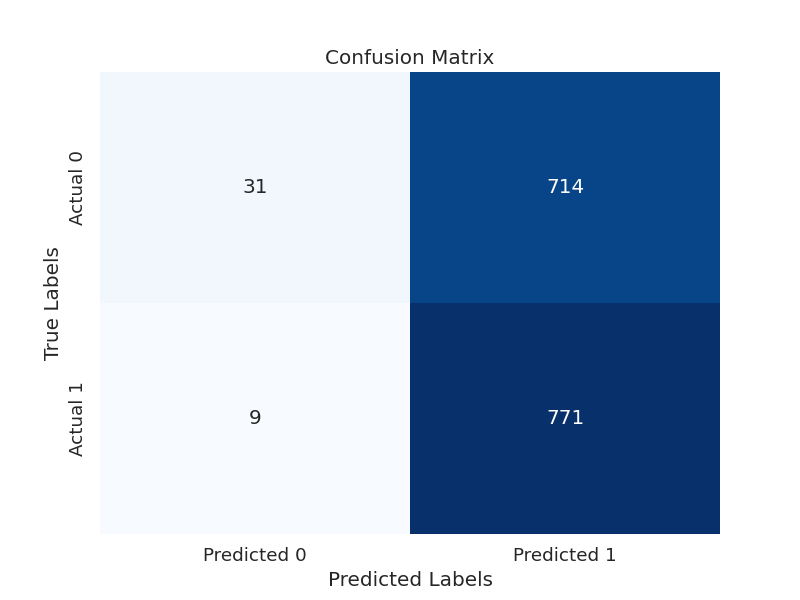 Confusion Matrix
True Labels
Actual 0
31
714
Actual 1
9
771
Predicted 0
Predicted 1
Predicted Labels